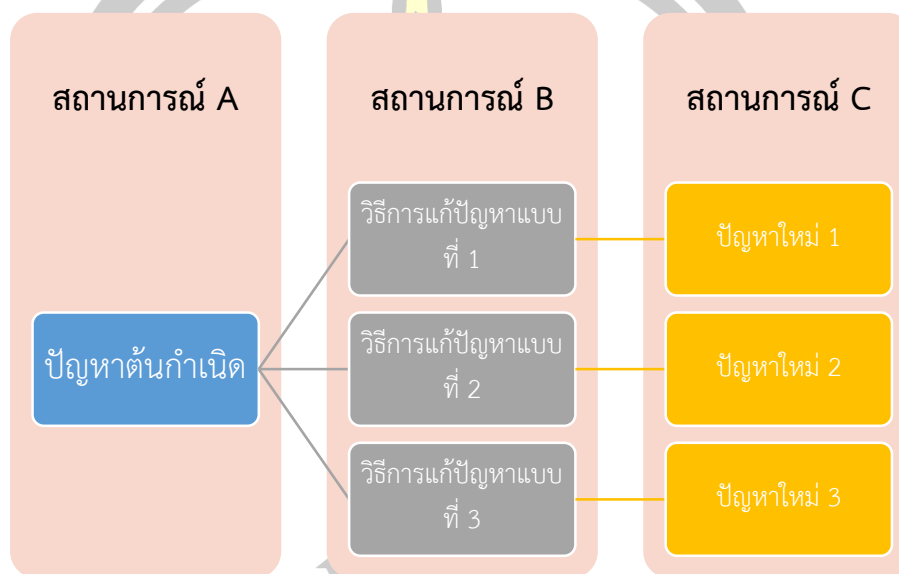 สถานการณ์ A
สถานการณ์ B
สถานการณ์ C
ปัญหาต้นกำเนิด
วิธีการแก้ปัญหาแบบ
ที่ 1
วิธีการแก้ปัญหาแบบ
ที่ 2
วิธีการแก้ปัญหาแบบ
ที่ 3
ปัญหาใหม่ 1
ปัญหาใหม่ 2
ปัญหาใหม่ 3